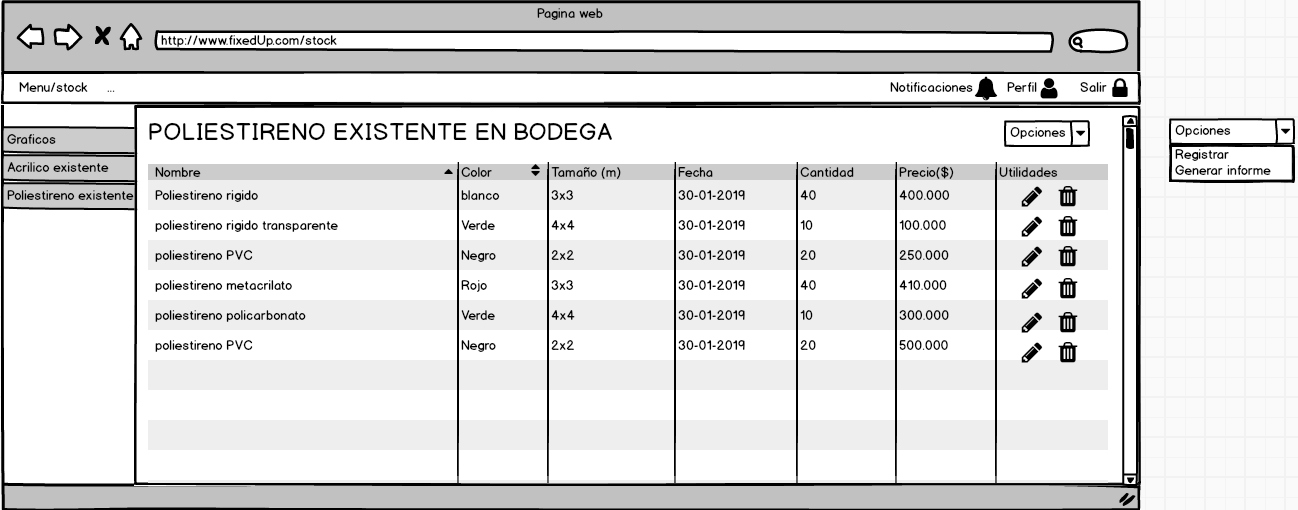 Pagina web
http://www.fixedUp.com/stock
Menu/stock ... Notificaciones Perfil Salir
Graficos
Acrilico existente
Poliestireno existente
POLIESTIRENO EXISTENTE EN BODEGA
Opciones
Nombre Color Tamaño (m) Fecha Cantidad Precio($) Utilidades
Poliestireno rigido blanco 3x3 30-01-2019 40 400.000
poliestireno rigido transparente Verde 4x4 30-01-2019 10 100.000
poliestireno PVC Negro 2x2 30-01-2019 20 250.000
poliestireno metacrilato Rojo 3x3 30-01-2019 40 410.000
poliestireno policarbonato Verde 4x4 30-01-2019 10 300.000
poliestireno PVC Negro 2x2 30-01-2019 20 500.000
Opciones
Registrar
Generar informe